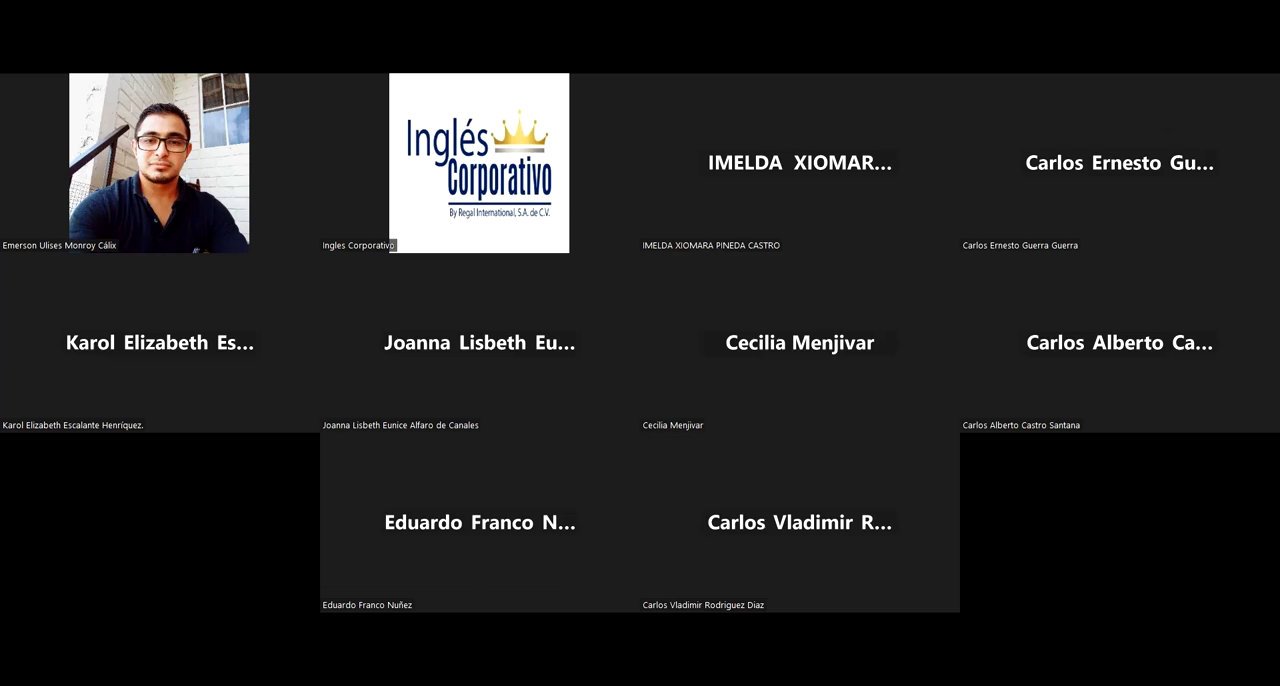 Inglés
Corporativo
By Regal International, S.A. de C.V.
IMELDA XIOMAR...
Carlos Ernesto Gu...
Emerson Ulises Monroy Cálix
Ingles Corporativo
IMELDA XIOMARA PINEDA CASTRO
Carlos Ernesto Guerra Guerra
Karol Elizabeth Es...
Joanna Lisbeth Eu...
Cecilia Menjivar
Carlos Alberto Ca...
Karol Elizabeth Escalante Henríquez.
Joanna Lisbeth Eunice Alfaro de Canales
Cecilia Menjivar
Carlos Alberto Castro Santana
Eduardo Franco N...
Carlos Vladimir R...
Eduardo Franco Nuñez
Carlos Vladimir Rodriguez Diaz